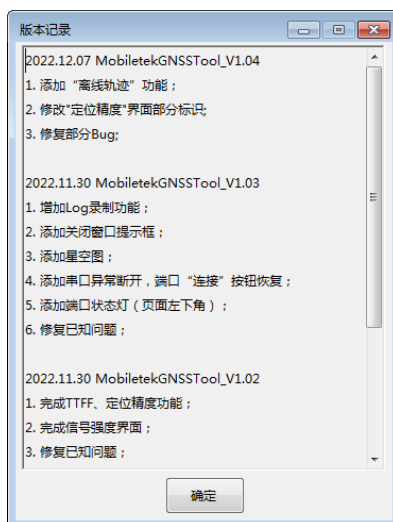 版本记录
2022.12.07 MobiletekGNSSTool_V1.04
1. 添加“离线轨迹”功能；
2. 修改"定位精度"界面部分标识;
3. 修复部分Bug;
2022.11.30 MobiletekGNSSTool_V1.03
1. 增加Log录制功能；
2. 添加关闭窗口提示框；
3. 添加星空图；
4. 添加串口异常断开，端口“连接”按钮恢复；
5. 添加端口状态灯（页面左下角）；
6. 修复已知问题；
2022.11.30 MobiletekGNSSTool_V1.02
1. 完成TTFF、定位精度功能；
2. 完成信号强度界面；
3. 修复已知问题；
确定